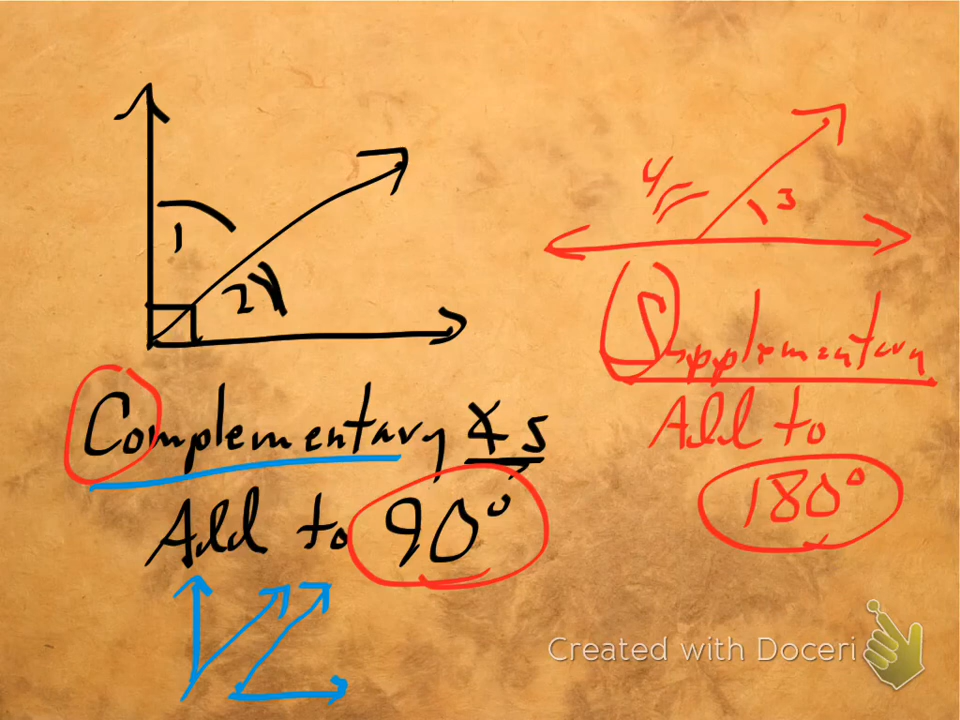 1
2
4
3
Complementary ∡s
Add to 90°
Supplementary
Add to
180°
Created with Doceri